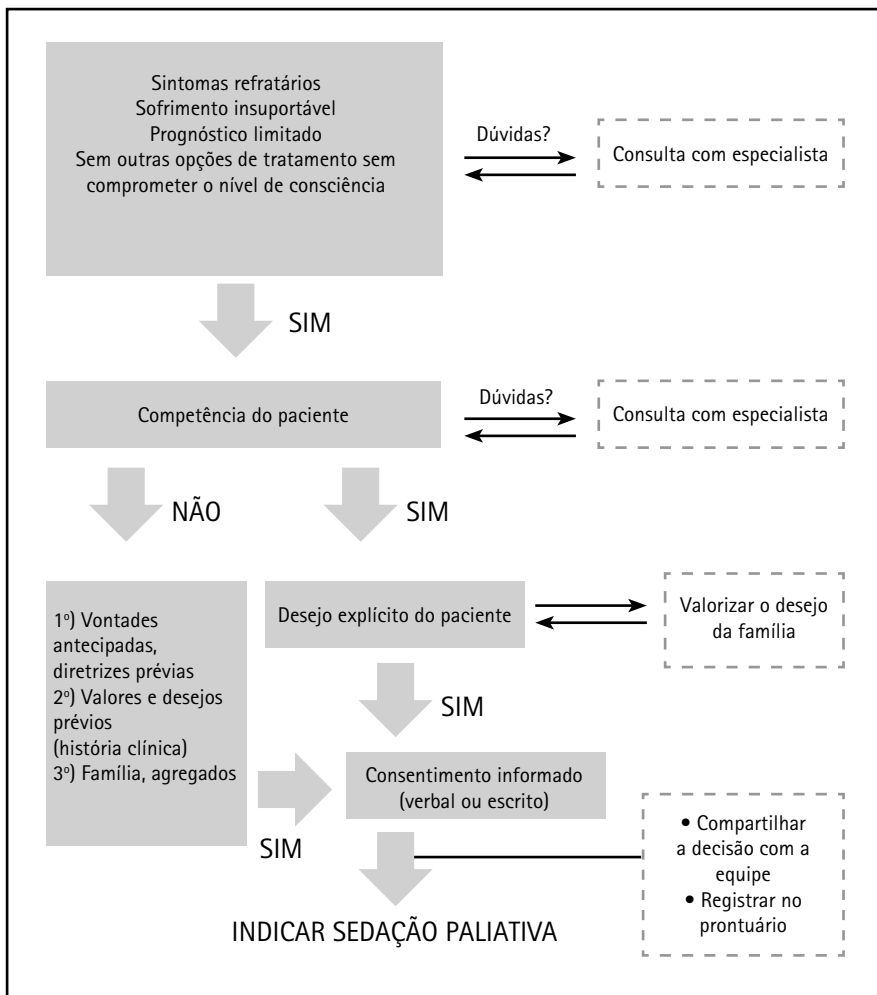 Sintomas refratários
Sofrimento insuportável
Prognóstico limitado
Sem outras opções de tratamento sem
comprometer o nível de consciência
Dúvidas?
Consulta com especialista
SIM
Competência do paciente
Dúvidas?
Consulta com especialista
NÃO
SIM
1º) Vontades
antecipadas,
diretrizes prévias
2º) Valores e desejos
prévios
(história clínica)
3º) Família, agregados
Desejo explícito do paciente
Valorizar o desejo
da família
SIM
SIM
Consentimento informado
(verbal ou escrito)
• Compartilhar
a decisão com a
equipe
• Registrar no
prontuário
INDICAR SEDAÇÃO PALIATIVA